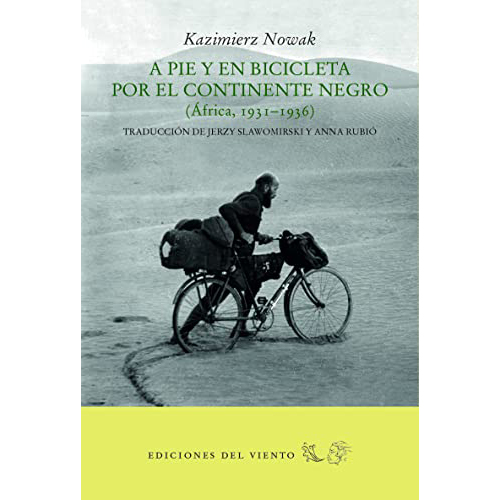 Kazimierz Nowak
A PIE Y EN BICICLETA
POR EL CONTINENTE NEGRO
(África, 1931–1936)
TRADUCCIÓN DE JERZY SLAWOMIRSKI Y ANNA RUBIÓ
EDICIONES DEL VIENTO